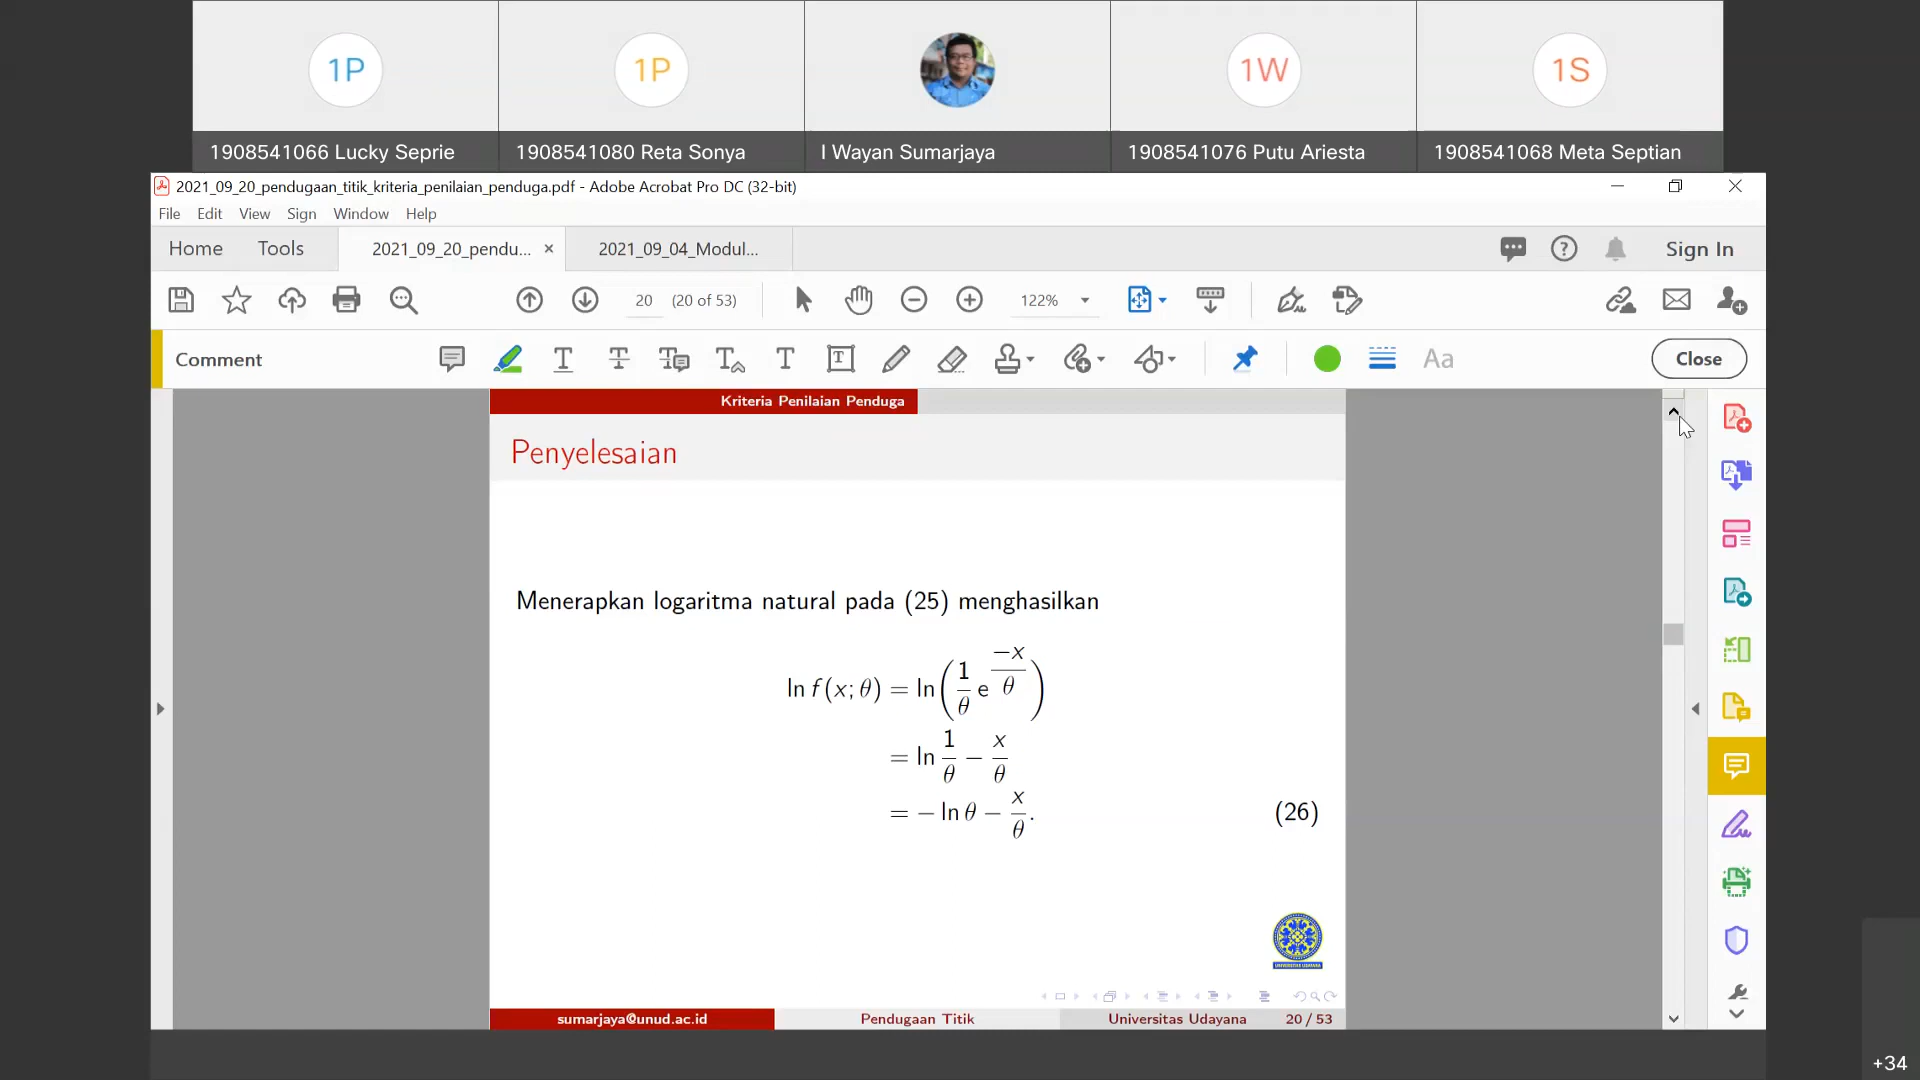 1P
1P
1W
1S
1908541066 Lucky Seprie
1908541080 Reta Sonya
I Wayan Sumarjaya
1908541076 Putu Ariesta
1908541068 Meta Septian
2021_09_20_pendugaan_titik_kriteria_penilaian_penduga.pdf - Adobe Acrobat Pro DC (32-bit)
File Edit View Sign Window Help
Home Tools 2021_09_20_pendu... × 2021_09_04_Modul... Sign In
20 (20 of 53) 122%
Comment Aa Close
Kriteria Penilaian Penduga
Penyelesaian
Menerapkan logaritma natural pada (25) menghasilkan
ln f(x; θ) = ln(1/θ e^(−x/θ))
= ln 1/θ − x/θ
= − ln θ − x/θ. (26)
UNIVERSITAS UDAYANA
sumarjaya@unud.ac.id Pendugaan Titik Universitas Udayana 20 / 53
+34